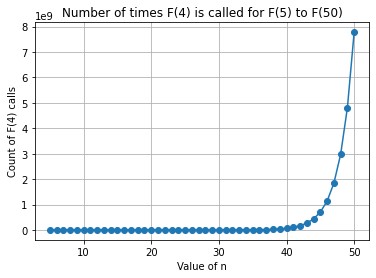 Number of times F(4) is called for F(5) to F(50)
1e9
8
7
6
5
4
3
2
1
0
Count of F(4) calls
10 20 30 40 50
Value of n